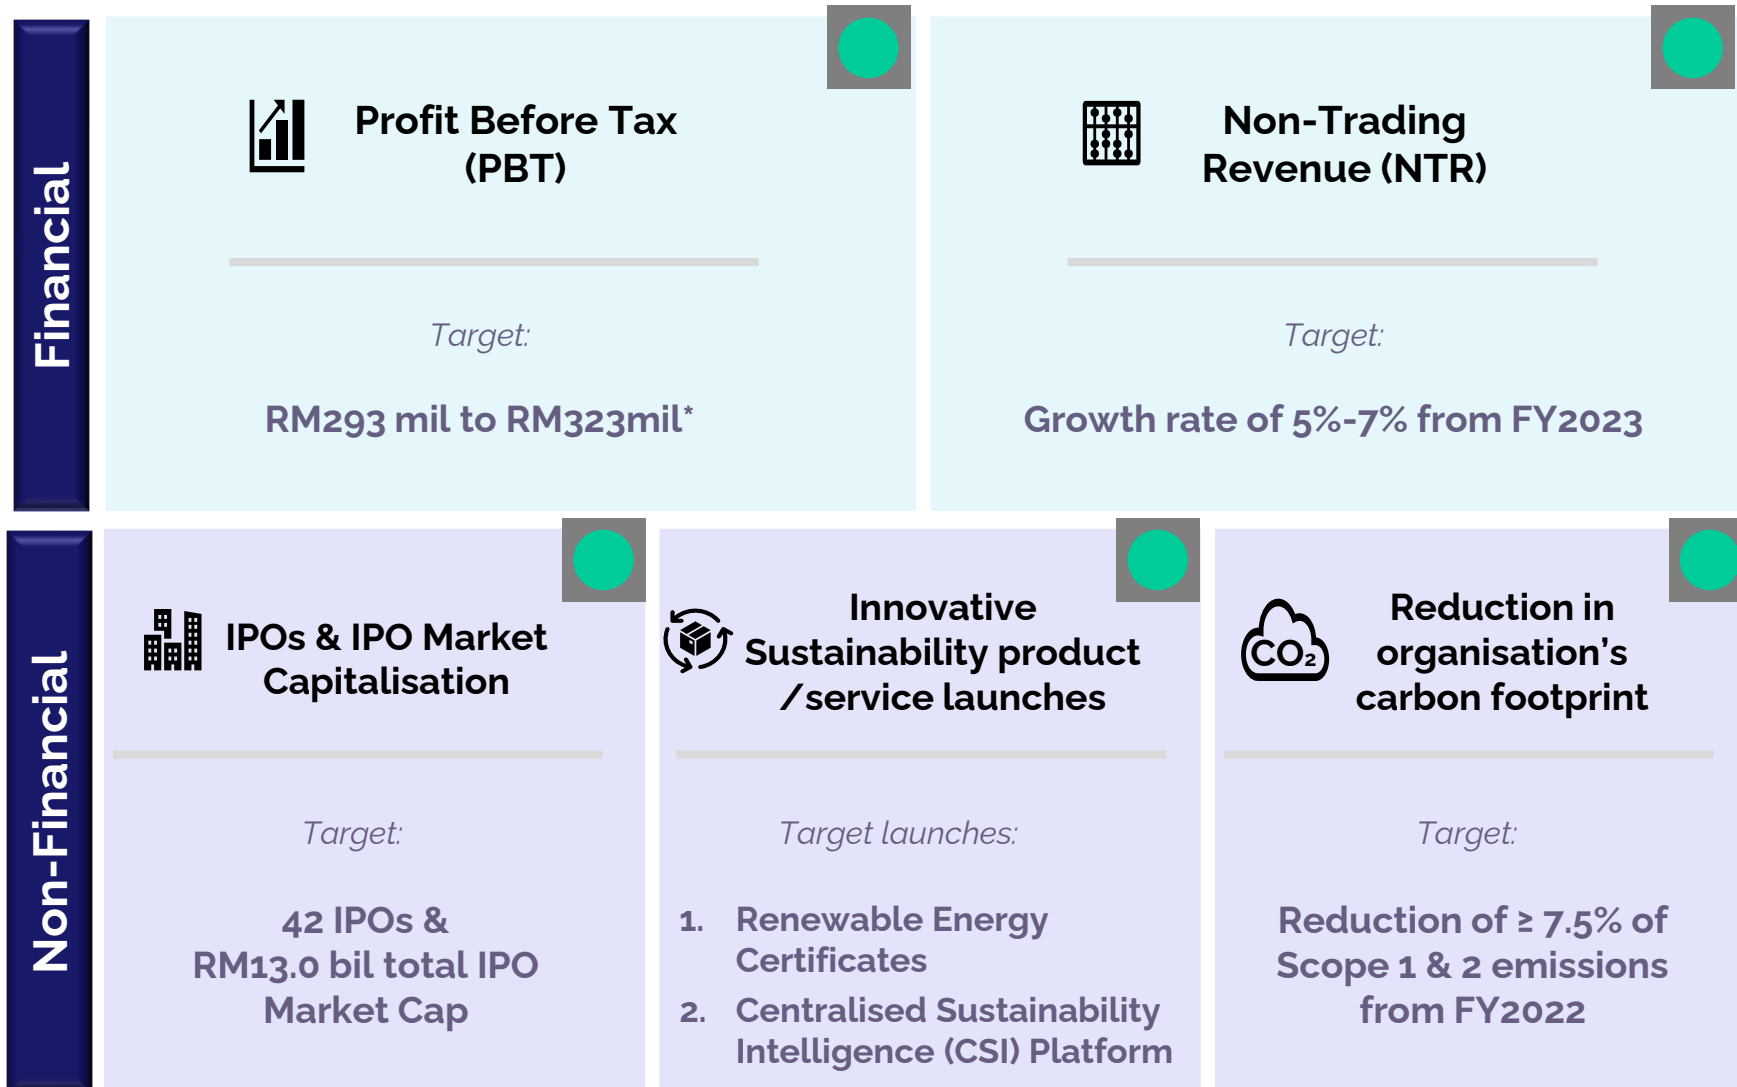 Financial
Profit Before Tax
(PBT)
Target:
RM293 mil to RM323mil*
Non-Trading
Revenue (NTR)
Target:
Growth rate of 5%-7% from FY2023
Non-Financial
IPOs & IPO Market
Capitalisation
Target:
42 IPOs &
RM13.0 bil total IPO
Market Cap
Innovative
Sustainability product
/service launches
Target launches:
1. Renewable Energy
Certificates
2. Centralised Sustainability
Intelligence (CSI) Platform
CO2
Reduction in
organisation’s
carbon footprint
Target:
Reduction of ≥ 7.5% of
Scope 1 & 2 emissions
from FY2022